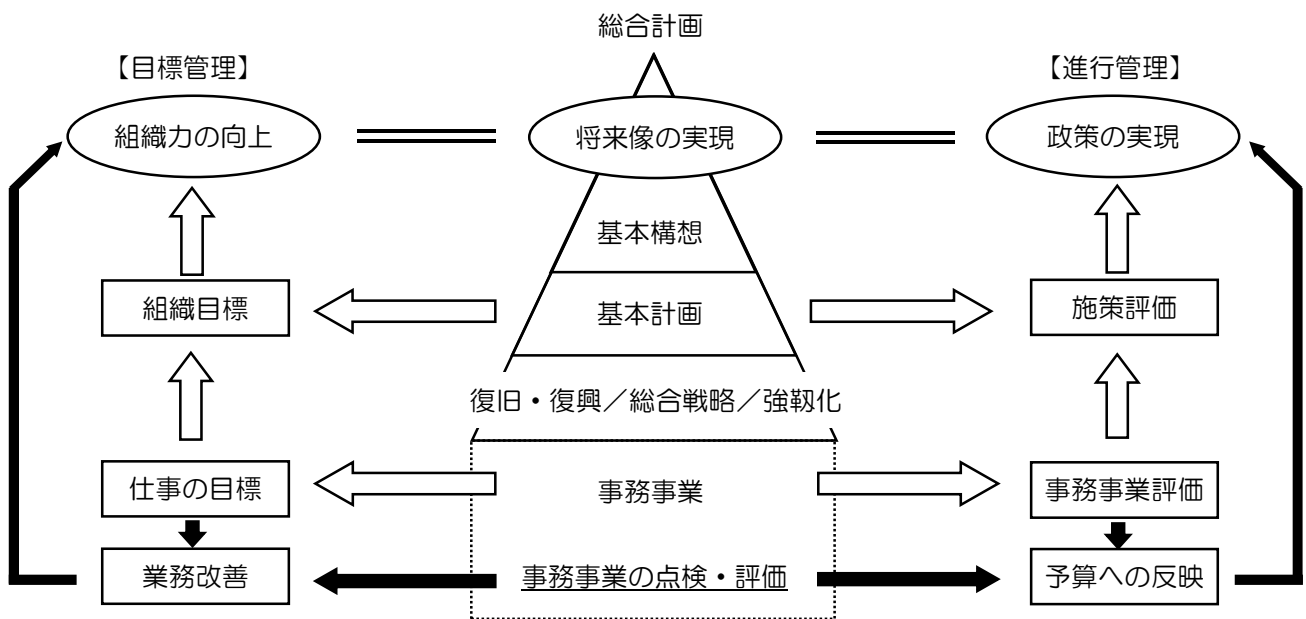 総合計画
【目標管理】
【進行管理】
組織力の向上
将来像の実現
政策の実現
基本構想
組織目標
基本計画
施策評価
復旧・復興／総合戦略／強靱化
仕事の目標
事務事業
事務事業評価
業務改善
事務事業の点検・評価
予算への反映